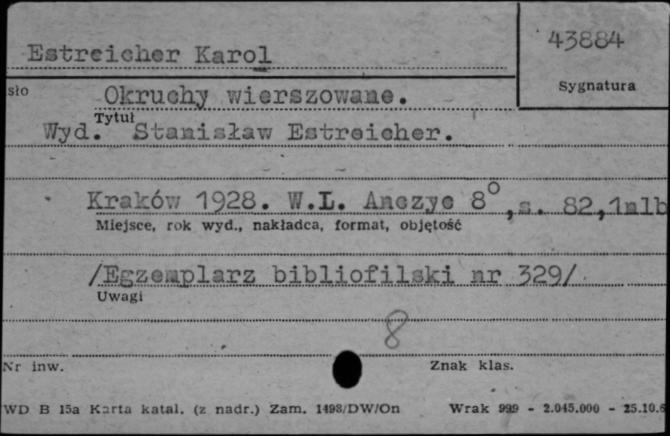 43884
Estreicher Karol
Sygnatura
sło
Okruchy wierszowane.
Tytuł
Wyd. Stanisław Estreicher.
Kraków 1928. W.L. Anczyc 8°, s. 82,1nlb
Miejsce, rok wyd., nakładca, format, objętość
/Egzemplarz bibliofilski nr 329/
Uwagi
8
Nr inw.
Znak klas.
WD B 15a Karta katal. (z nadr.) Zam. 1498/DW/On Wrak 999 - 2.045.000 - 25.10.6